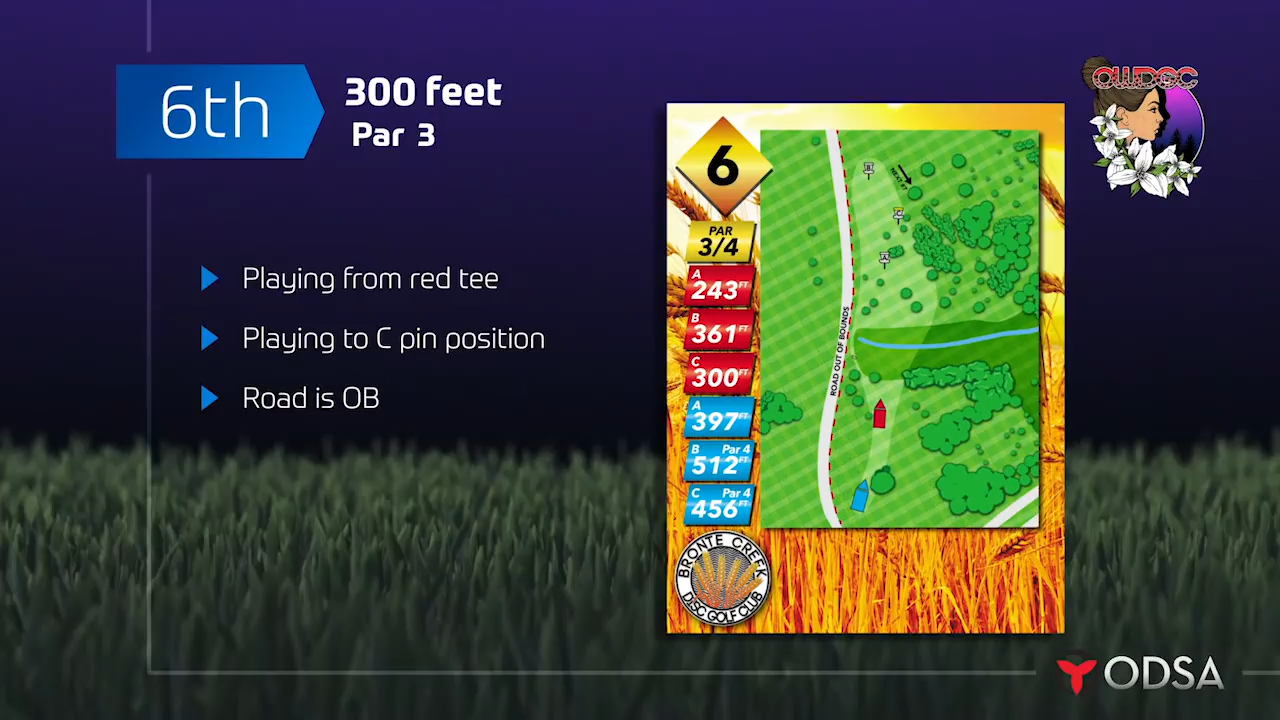 6th
300 feet
Par 3
Playing from red tee
Playing to C pin position
Road is OB
OWDGC
6
PAR
3/4
A
243FT
B
361FT
C
300FT
A
397FT
B Par 4
512FT
C Par 4
456FT
NEXT #7
ROAD OUT OF BOUNDS
BRONTE CREEK
DISC GOLF CLUB
ODSA